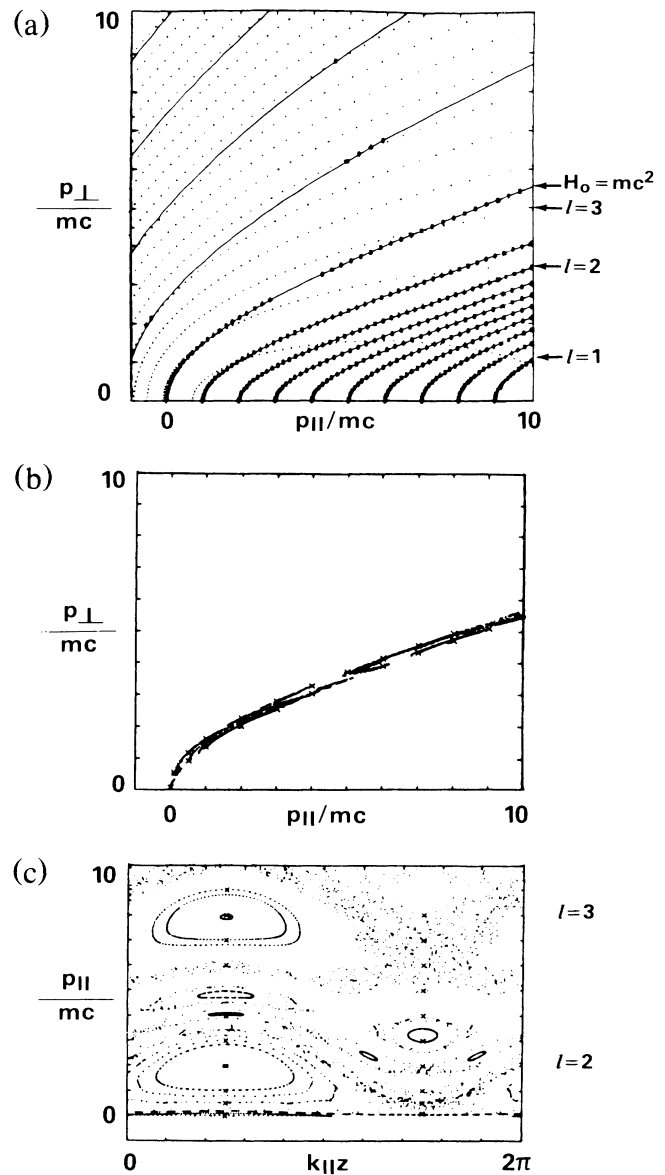 (a)
10
p⊥
mc
0
0
p||/mc
10
H₀ = mc²
l = 3
l = 2
l = 1
(b)
10
p⊥
mc
0
0
p||/mc
10
(c)
10
p||
mc
0
0
k||z
2π
l = 3
l = 2